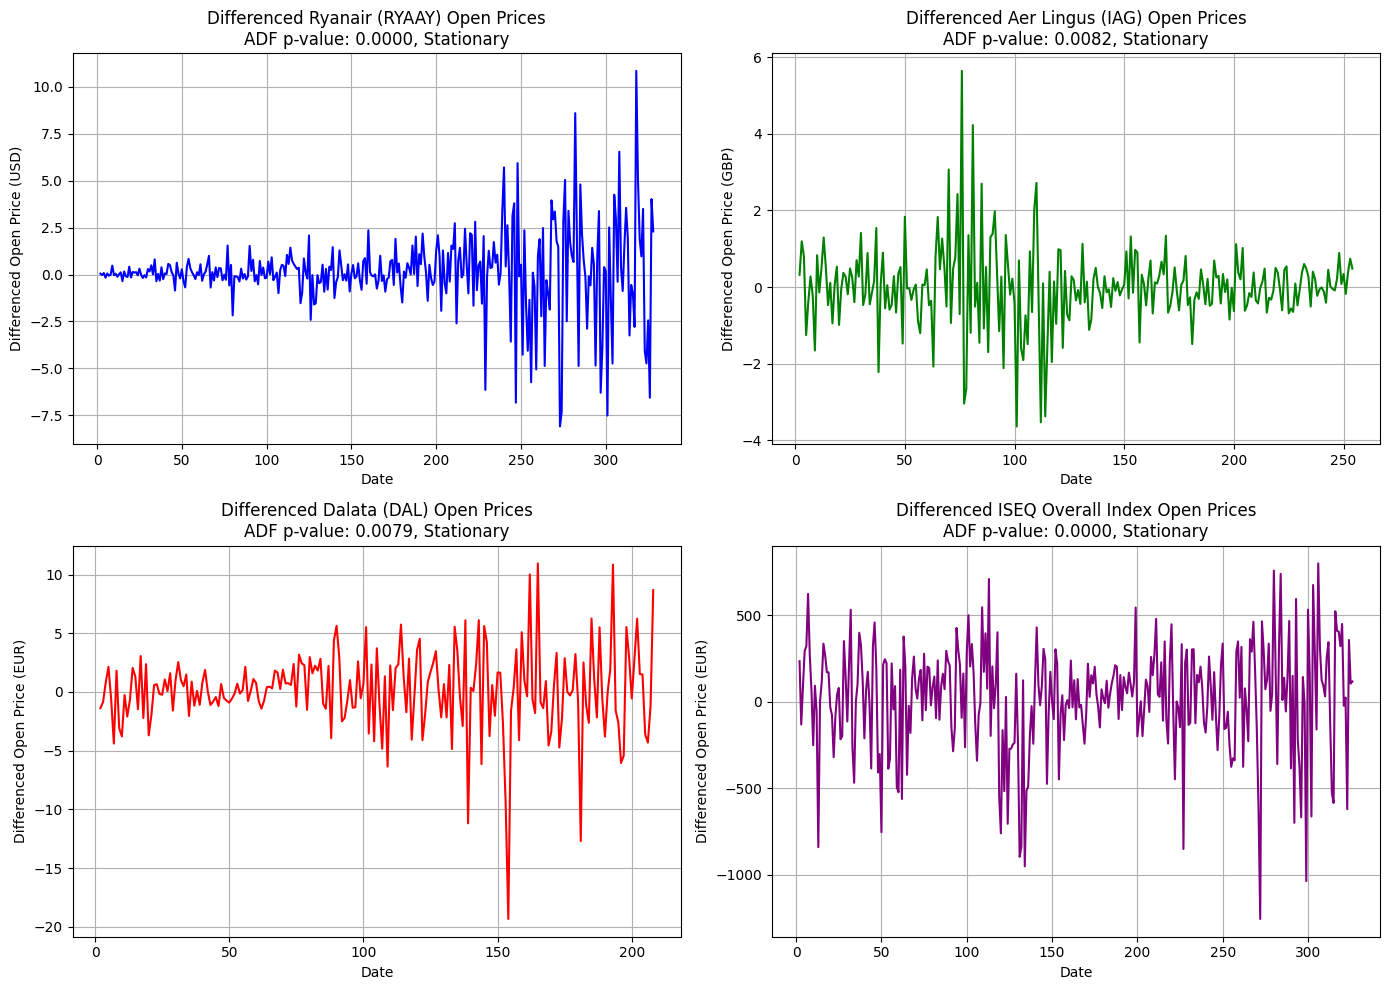 Differenced Ryanair (RYAAY) Open Prices
ADF p-value: 0.0000, Stationary
Differenced Open Price (USD)
10.0
7.5
5.0
2.5
0.0
−2.5
−5.0
−7.5
0 50 100 150 200 250 300
Date
Differenced Aer Lingus (IAG) Open Prices
ADF p-value: 0.0082, Stationary
Differenced Open Price (GBP)
6
4
2
0
−2
−4
0 50 100 150 200 250
Date
Differenced Dalata (DAL) Open Prices
ADF p-value: 0.0079, Stationary
Differenced Open Price (EUR)
10
5
0
−5
−10
−15
−20
0 50 100 150 200
Date
Differenced ISEQ Overall Index Open Prices
ADF p-value: 0.0000, Stationary
Differenced Open Price (EUR)
500
0
−500
−1000
0 50 100 150 200 250 300
Date